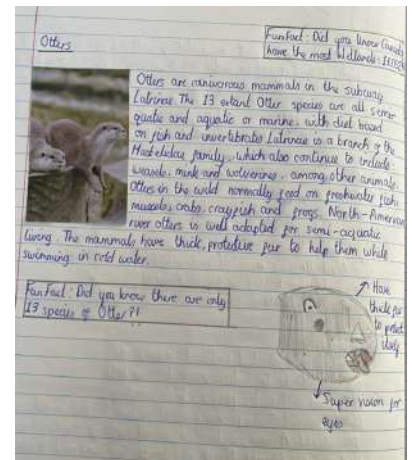 Otters
Fun Fact: Did you know Canada
have the most Wetlands:
Otters are carnivorous mammals in the subway
Lutrinae. The 13 extant Otter species are all semi
quatic and aquatic or marine, with diet based
on fish and invertebrates Lutrinae is a branch of the
family, which also continue to include:
weasels, mink and wolverines, among other animals.
Otters in the wild normally feed on freshwater fish
mussels, crabs, crayfish and frogs. North-American
river otters is well adapted for semi-aquatic
living. The mammals have thick, protective fur to help them while
swimming in cold water.
Fun Fact: Did you know there are only
13 species of Otter?!
Have
thick fur
to protect
body
Super vision for
eyes